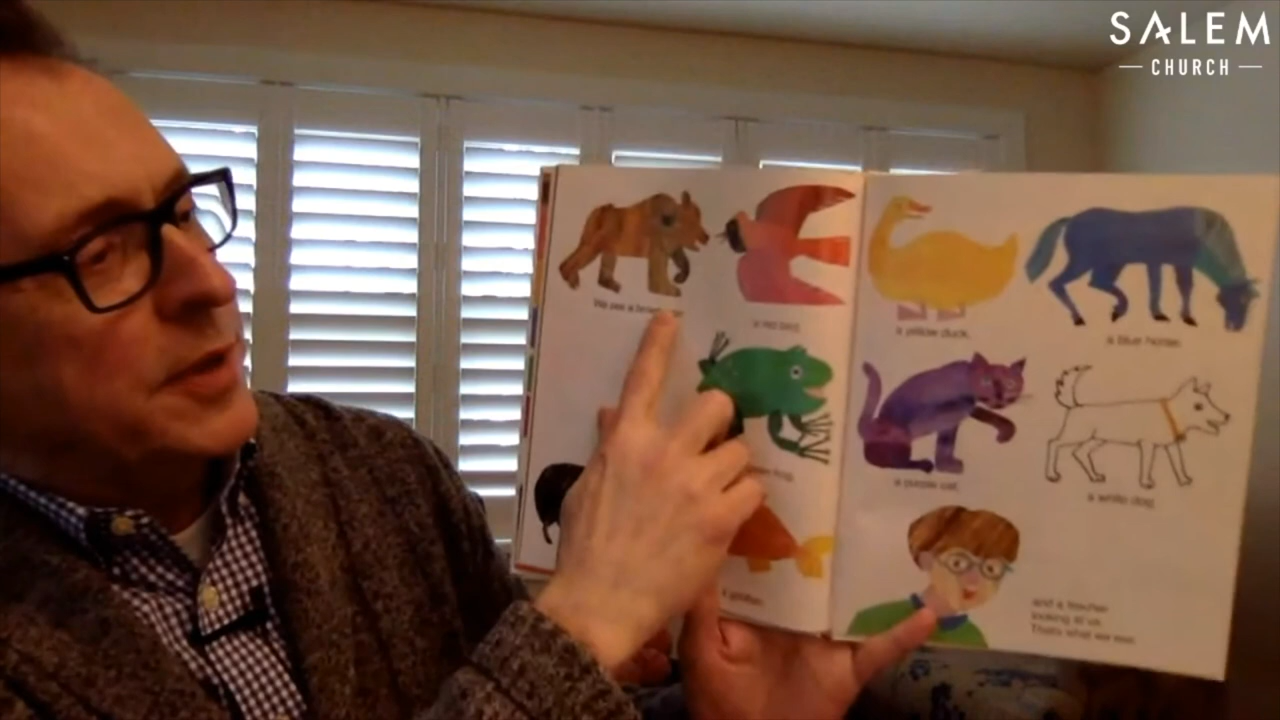 SALEM
CHURCH
We see a brown
a red bird,
a yellow duck,
a blue horse,
frog,
a purple cat,
a white dog,
a goldfish,
and a teacher
looking at us.
That's what we see.